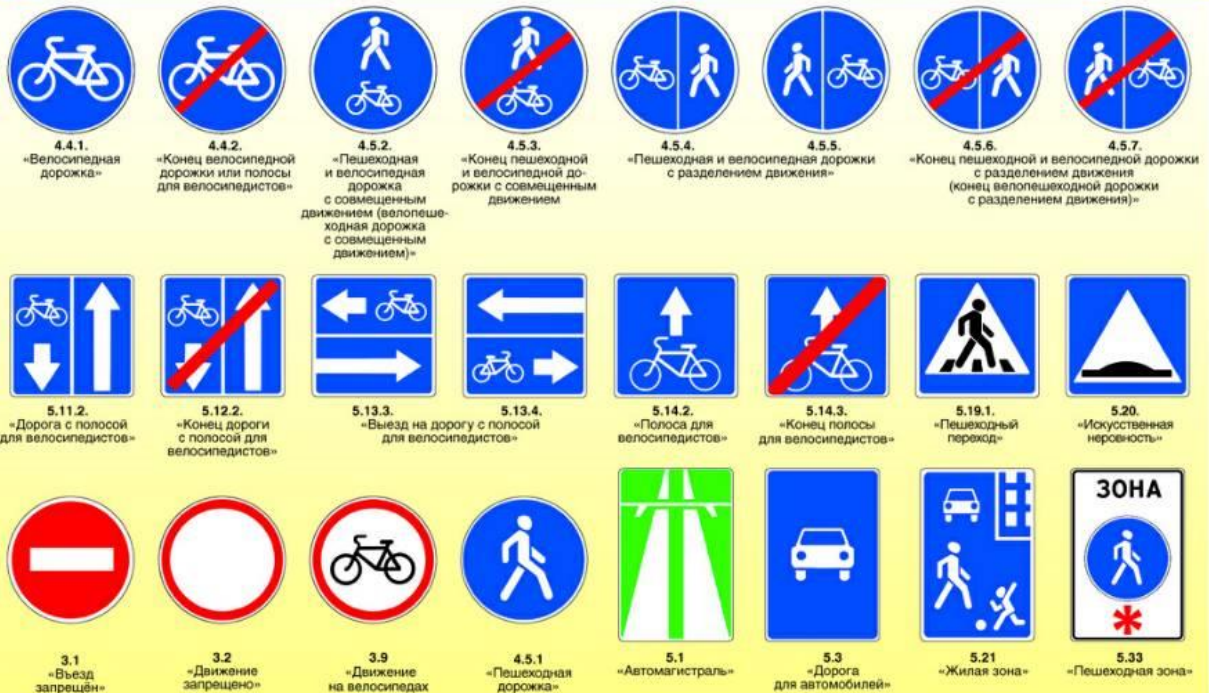 4.4.1.
«Велосипедная
дорожка»
4.4.2.
«Конец велосипедной
дорожки или полосы
для велосипедистов»
4.5.2.
«Пешеходная
и велосипедная
дорожка
с совмещенным
движением (велопеше-
ходная дорожка
с совмещенным
движением)»
4.5.3.
«Конец пешеходной
и велосипедной до-
рожки с совмещенным
движением
4.5.4. 4.5.5.
«Пешеходная и велосипедная дорожки
с разделением движения»
4.5.6. 4.5.7.
«Конец пешеходной и велосипедной дорожки
с разделением движения
(конец велопешеходной дорожки
с разделением движения)»
5.11.2.
«Дорога с полосой
для велосипедистов»
5.12.2.
«Конец дороги
с полосой для
велосипедистов»
5.13.3. 5.13.4.
«Выезд на дорогу с полосой
для велосипедистов»
5.14.2.
«Полоса для
велосипедистов»
5.14.3.
«Конец полосы
для велосипедистов»
5.19.1.
«Пешеходный
переход»
5.20.
«Искусственная
неровность»
3.1
«Въезд
запрещён»
3.2
«Движение
запрещено»
3.9
«Движение
на велосипедах
4.5.1
«Пешеходная
дорожка»
5.1
«Автомагистраль»
5.3
«Дорога
для автомобилей»
5.21
«Жилая зона»
ЗОНА
5.33
«Пешеходная зона»